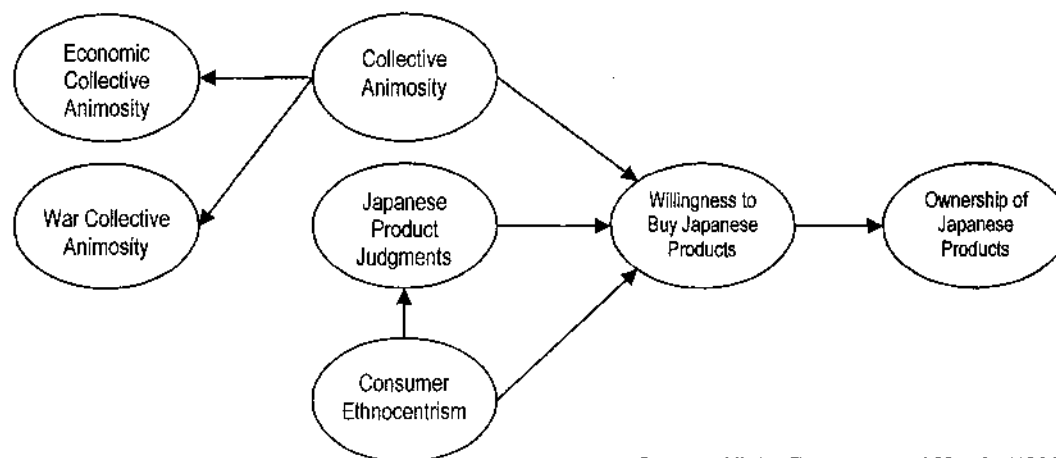 Economic
Collective
Animosity
Collective
Animosity
War Collective
Animosity
Japanese
Product
Judgments
Willingness to
Buy Japanese
Products
Ownership of
Japanese
Products
Consumer
Ethnocentrism